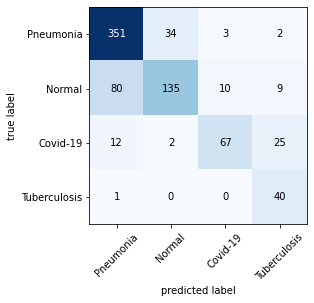 Pneumonia 351 34 3 2
Normal 80 135 10 9
Covid-19 12 2 67 25
Tuberculosis 1 0 0 40
true label
Pneumonia Normal Covid-19 Tuberculosis
predicted label